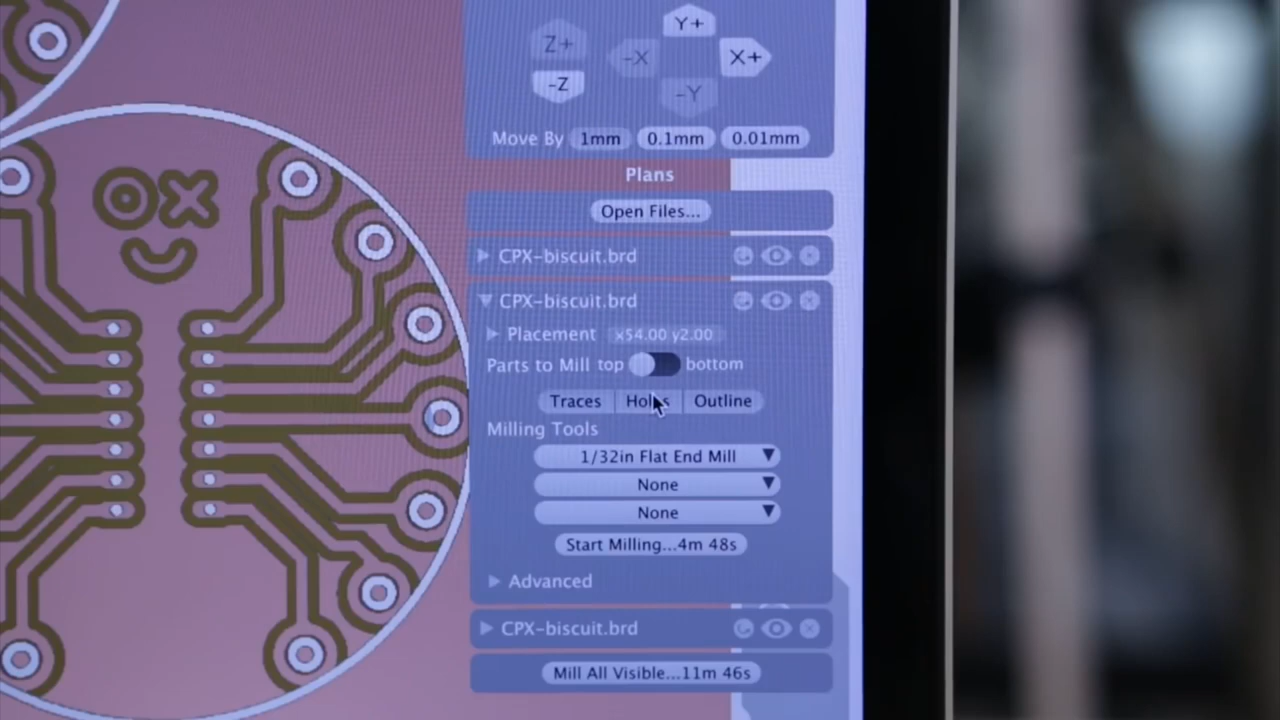 Y+
Z+ -X X+
-Z -Y
Move By 1mm 0.1mm 0.01mm
Plans
Open Files...
CPX-biscuit.brd
CPX-biscuit.brd
Placement x54.00 y2.00
Parts to Mill top bottom
Traces Holes Outline
Milling Tools
1/32in Flat End Mill
None
None
Start Milling...4m 48s
Advanced
CPX-biscuit.brd
Mill All Visible...11m 46s